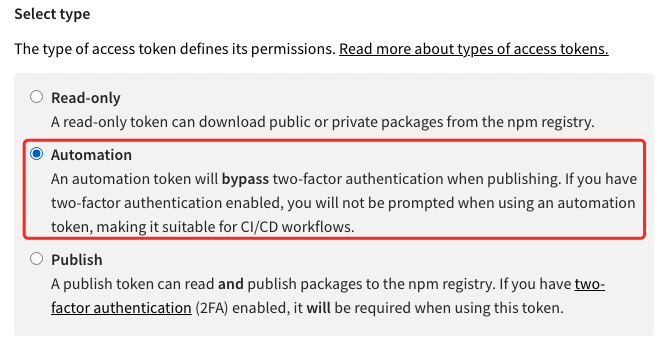 Select type
The type of access token defines its permissions. Read more about types of access tokens.
Read-only
A read-only token can download public or private packages from the npm registry.
Automation
An automation token will bypass two-factor authentication when publishing. If you have
two-factor authentication enabled, you will not be prompted when using an automation
token, making it suitable for CI/CD workflows.
Publish
A publish token can read and publish packages to the npm registry. If you have two-
factor authentication (2FA) enabled, it will be required when using this token.